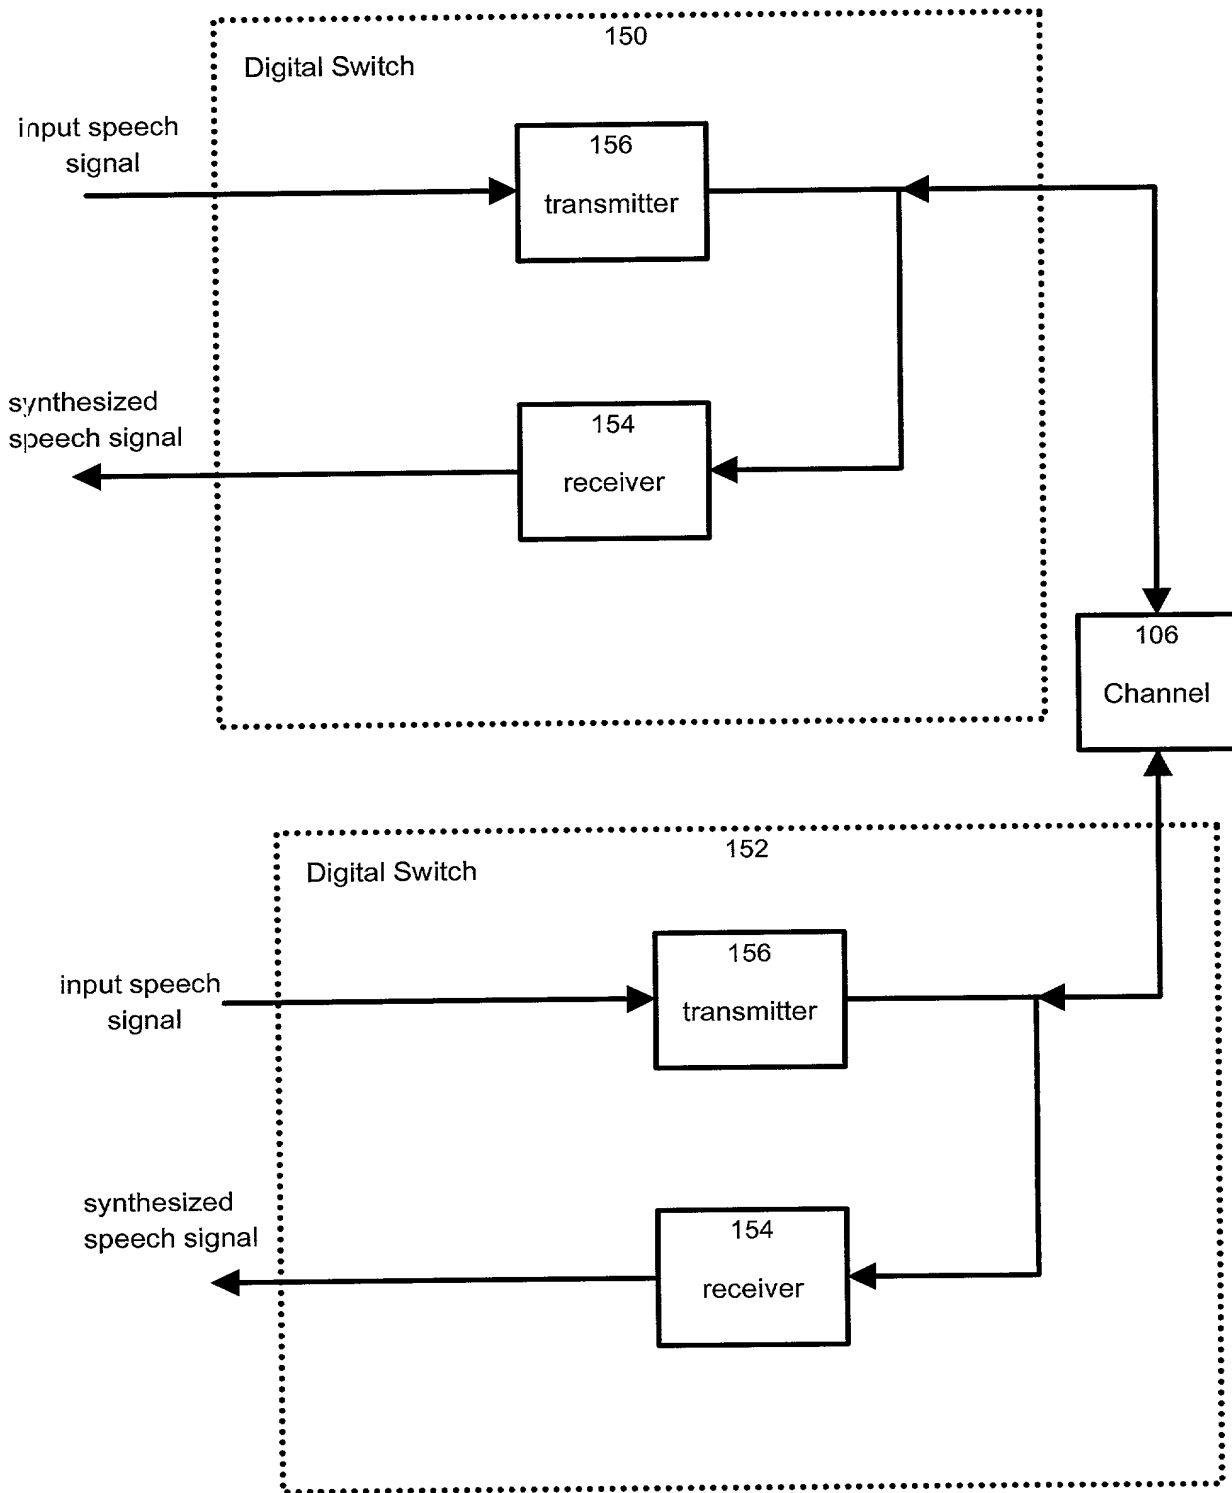 150
Digital Switch
input speech
signal
156
transmitter
synthesized
speech signal
154
receiver
106
Channel
152
Digital Switch
input speech
signal
156
transmitter
synthesized
speech signal
154
receiver